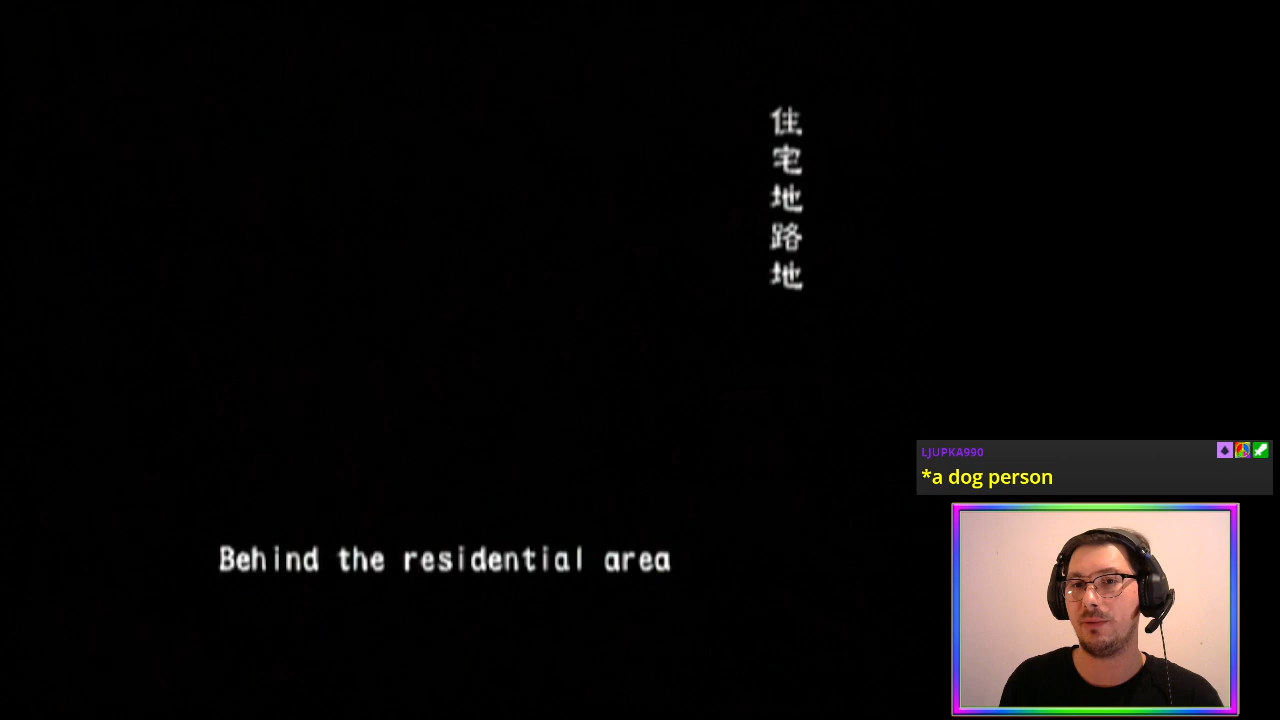 住宅地路地
Behind the residential area
LJUPKA990
*a dog person